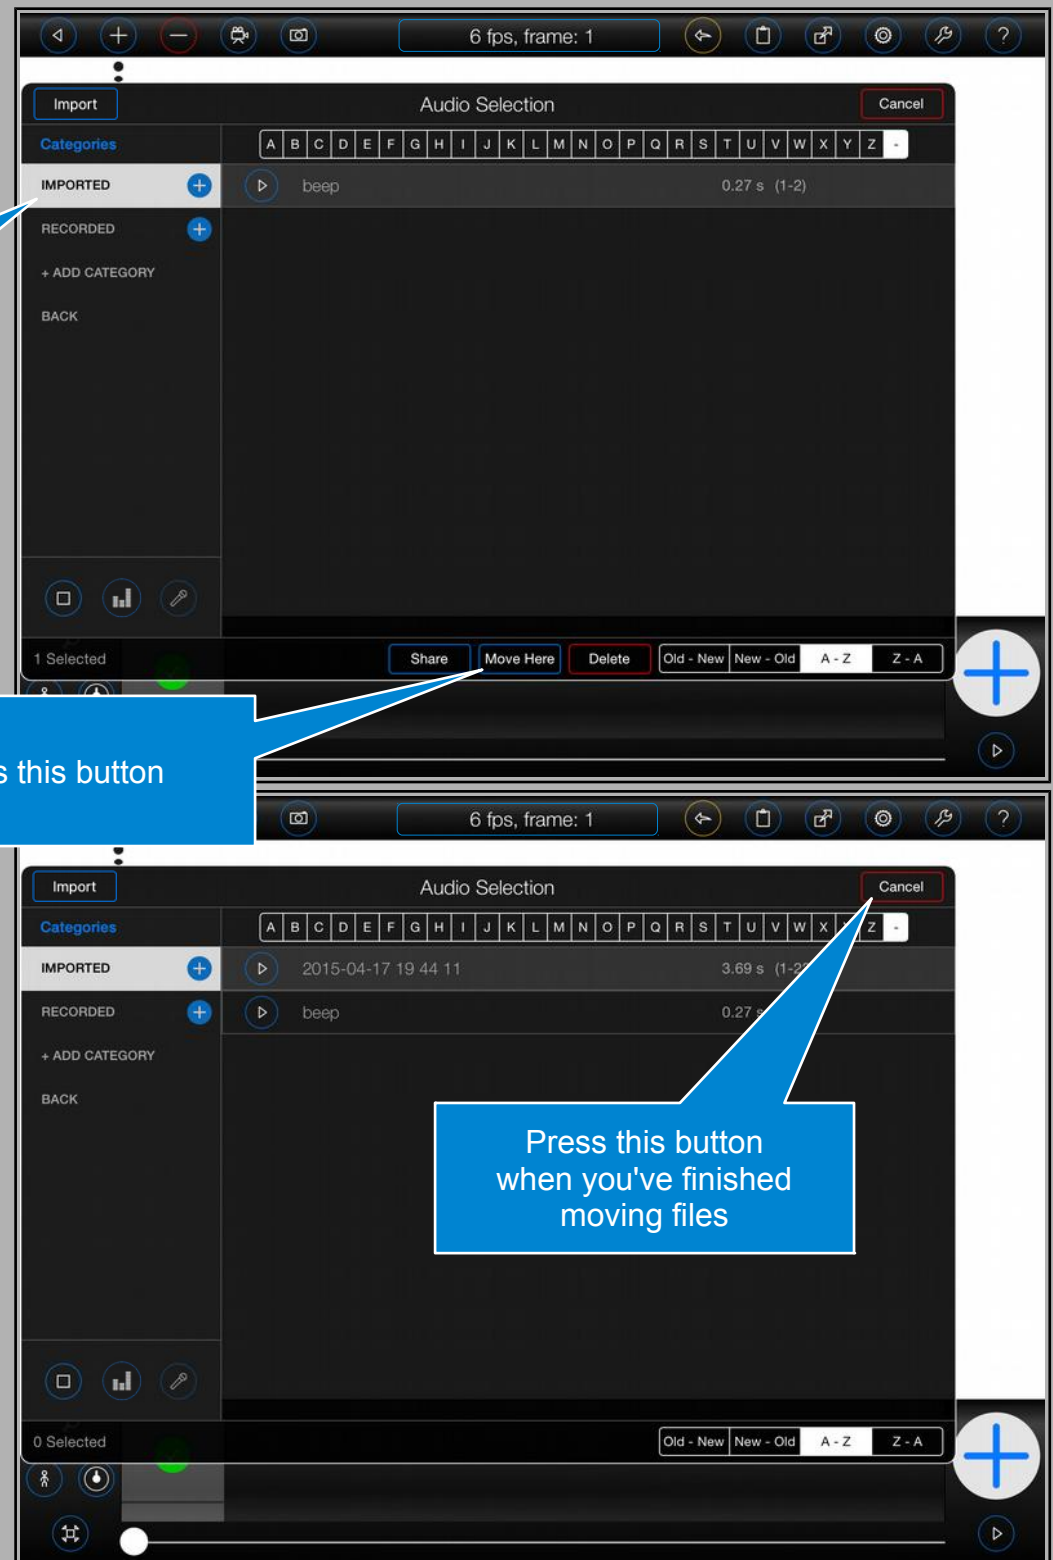 6 fps, frame: 1
?
Import
Audio Selection
Cancel
Categories
A B C D E F G H I J K L M N O P Q R S T U V W X Y Z -
IMPORTED
beep
0.27 s (1-2)
RECORDED
+ ADD CATEGORY
BACK
1 Selected
Share
Move Here
Delete
Old - New
New - Old
A - Z
Z - A
this button
6 fps, frame: 1
?
Import
Audio Selection
Cancel
Categories
A B C D E F G H I J K L M N O P Q R S T U V W X Z -
IMPORTED
2015-04-17 19 44 11
3.69 s
RECORDED
beep
0.27 s
+ ADD CATEGORY
BACK
Press this button
when you've finished
moving files
0 Selected
Old - New
New - Old
A - Z
Z - A